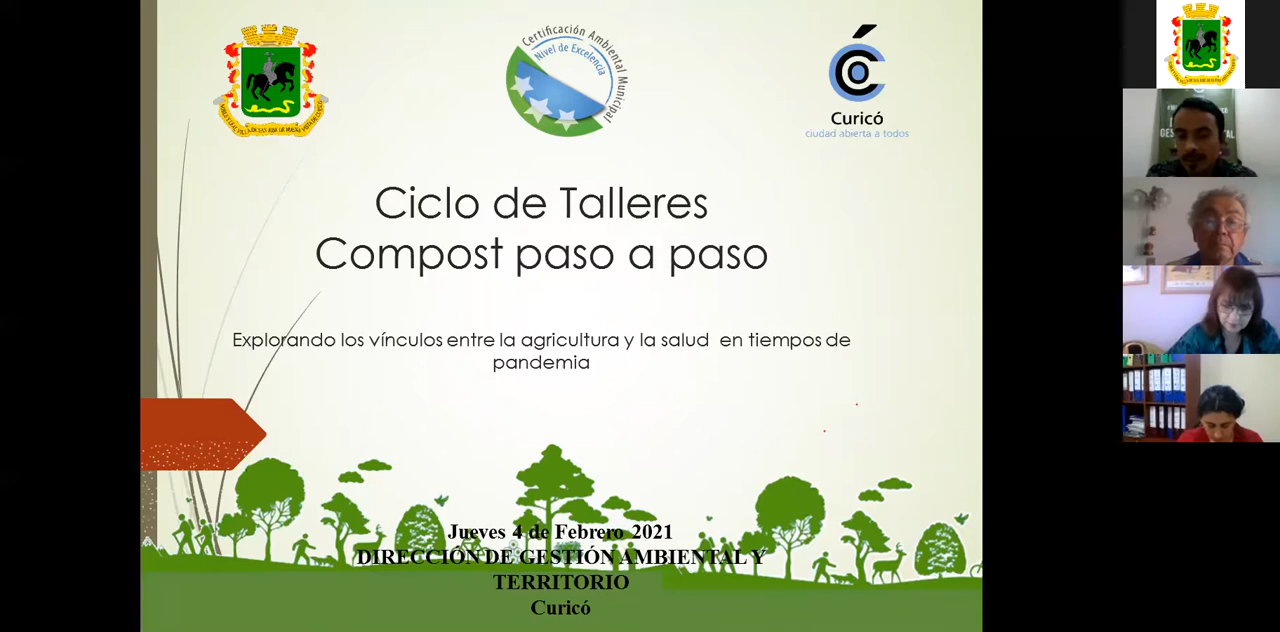 Certificación Ambiental Municipal
Nivel de Excelencia
Curicó
ciudad abierta a todos
Ciclo de Talleres
Compost paso a paso
Explorando los vínculos entre la agricultura y la salud en tiempos de
pandemia
Jueves 4 de Febrero 2021
DIRECCIÓN DE GESTIÓN AMBIENTAL Y
TERRITORIO
Curicó